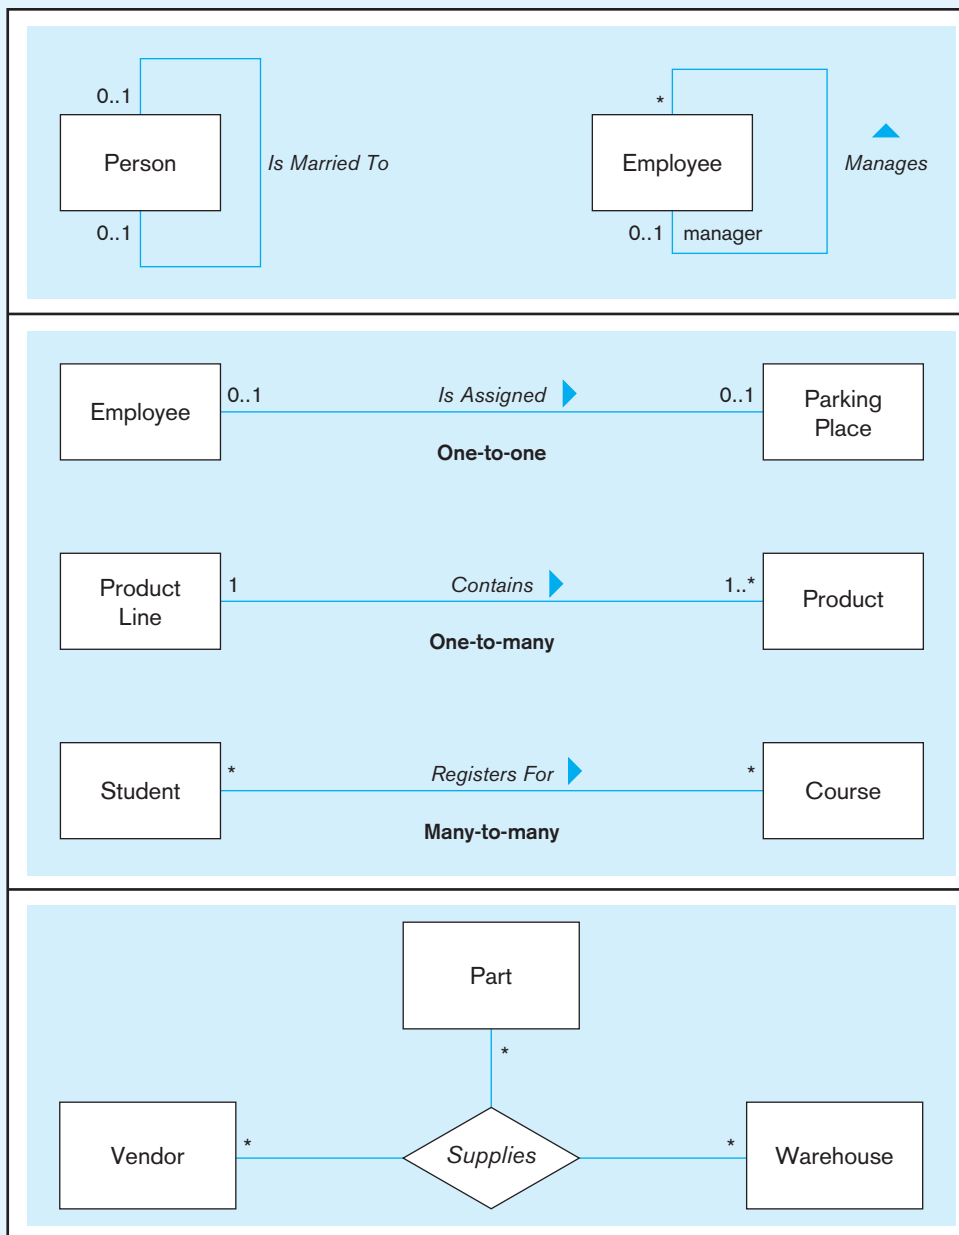 0..1
Person
Is Married To
0..1
*
Employee
Manages
0..1 manager
Employee
0..1
Is Assigned
0..1
Parking
Place
One-to-one
Product
Line
1
Contains
1..*
Product
One-to-many
Student
*
Registers For
*
Course
Many-to-many
Part
*
Vendor
*
Supplies
*
Warehouse